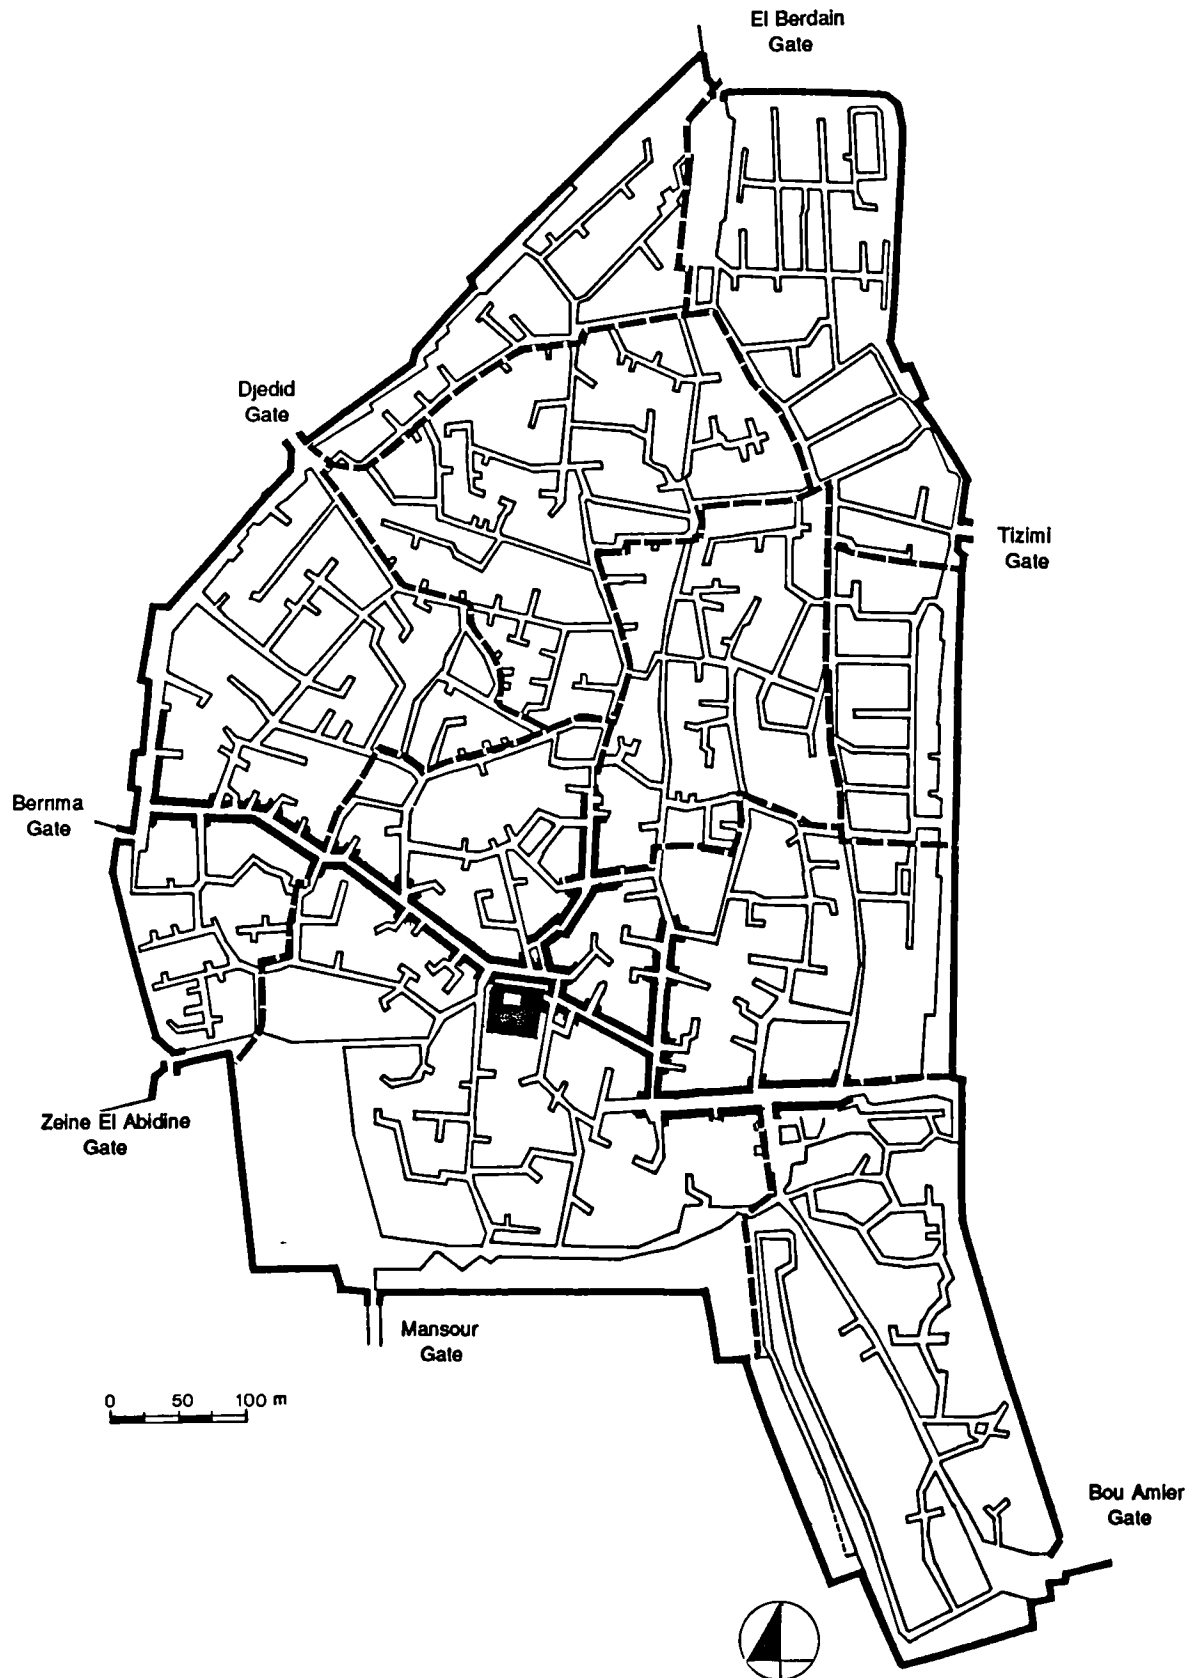 El Berdain
Gate
Djedid
Gate
Tizimi
Gate
Berrima
Gate
Zeine El Abidine
Gate
Mansour
Gate
0 50 100 m
Bou Amier
Gate